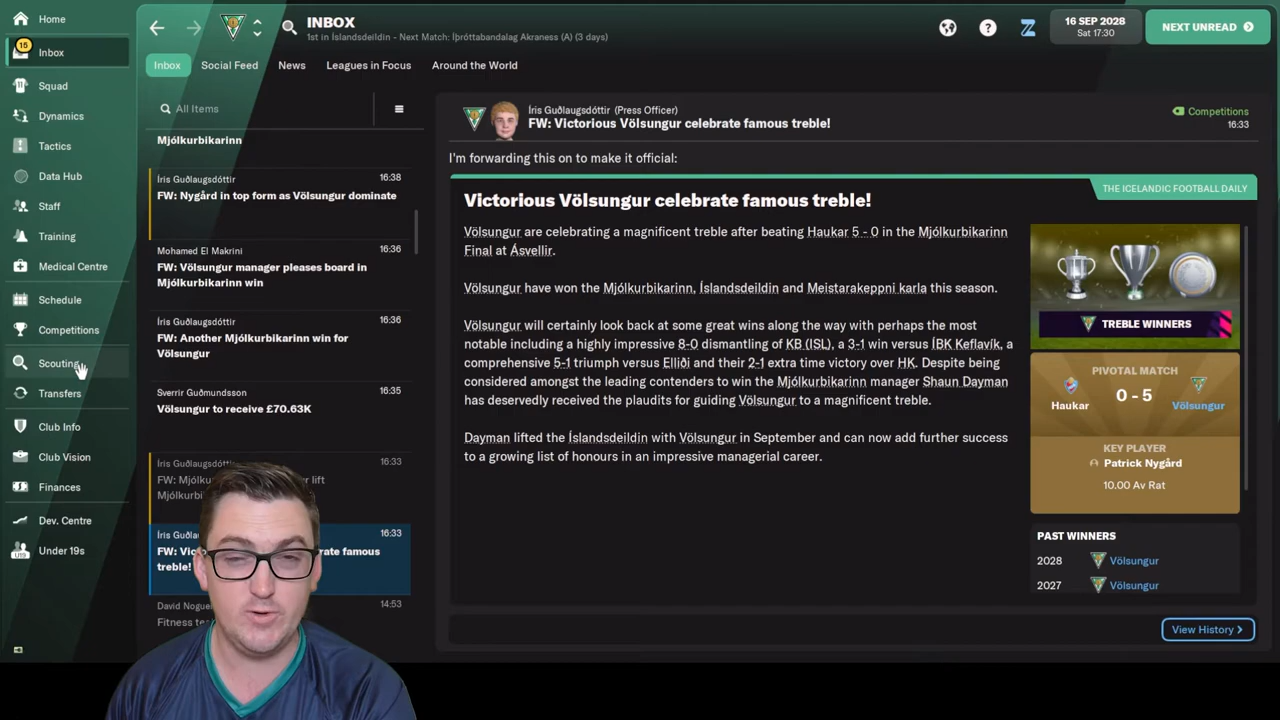 Home
15
Inbox
Squad
Dynamics
Tactics
Data Hub
Staff
Training
Medical Centre
Schedule
Competitions
Scouting
Transfers
Club Info
Club Vision
Finances
Dev. Centre
U19
Under 19s
INBOX
1st in Íslandsdeildin - Next Match: Íþróttabandalag Akraness (A) (3 days)
16 SEP 2028
Sat 17:30
NEXT UNREAD
Inbox
Social Feed
News
Leagues in Focus
Around the World
All Items
Mjólkurbikarinn
Íris Guðlaugsdóttir 16:38
FW: Nygård in top form as Völsungur dominate
Mohamed El Makrini 16:36
FW: Völsungur manager pleases board in
Mjólkurbikarinn win
Íris Guðlaugsdóttir 16:36
FW: Another Mjólkurbikarinn win for
Völsungur
Sverrir Guðmundsson 16:35
Völsungur to receive £70.63K
Íris Guðlaugsdóttir 16:33
FW: lift
16:33
FW: famous
treble!
14:53
Íris Guðlaugsdóttir (Press Officer)
FW: Victorious Völsungur celebrate famous treble!
Competitions
16:33
I'm forwarding this on to make it official:
THE ICELANDIC FOOTBALL DAILY
Victorious Völsungur celebrate famous treble!
Völsungur are celebrating a magnificent treble after beating Haukar 5 - 0 in the Mjólkurbikarinn
Final at Ásvellir.
Völsungur have won the Mjólkurbikarinn, Íslandsdeildin and Meistarakeppni karla this season.
Völsungur will certainly look back at some great wins along the way with perhaps the most
notable including a highly impressive 8-0 dismantling of KB (ISL), a 3-1 win versus ÍBK Keflavík, a
comprehensive 5-1 triumph versus Elliði and their 2-1 extra time victory over HK. Despite being
considered amongst the leading contenders to win the Mjólkurbikarinn manager Shaun Dayman
has deservedly received the plaudits for guiding Völsungur to a magnificent treble.
Dayman lifted the Íslandsdeildin with Völsungur in September and can now add further success
to a growing list of honours in an impressive managerial career.
TREBLE WINNERS
PIVOTAL MATCH
0 - 5
Haukar Völsungur
KEY PLAYER
Patrick Nygård
10.00 Av Rat
PAST WINNERS
2028 Völsungur
2027 Völsungur
View History